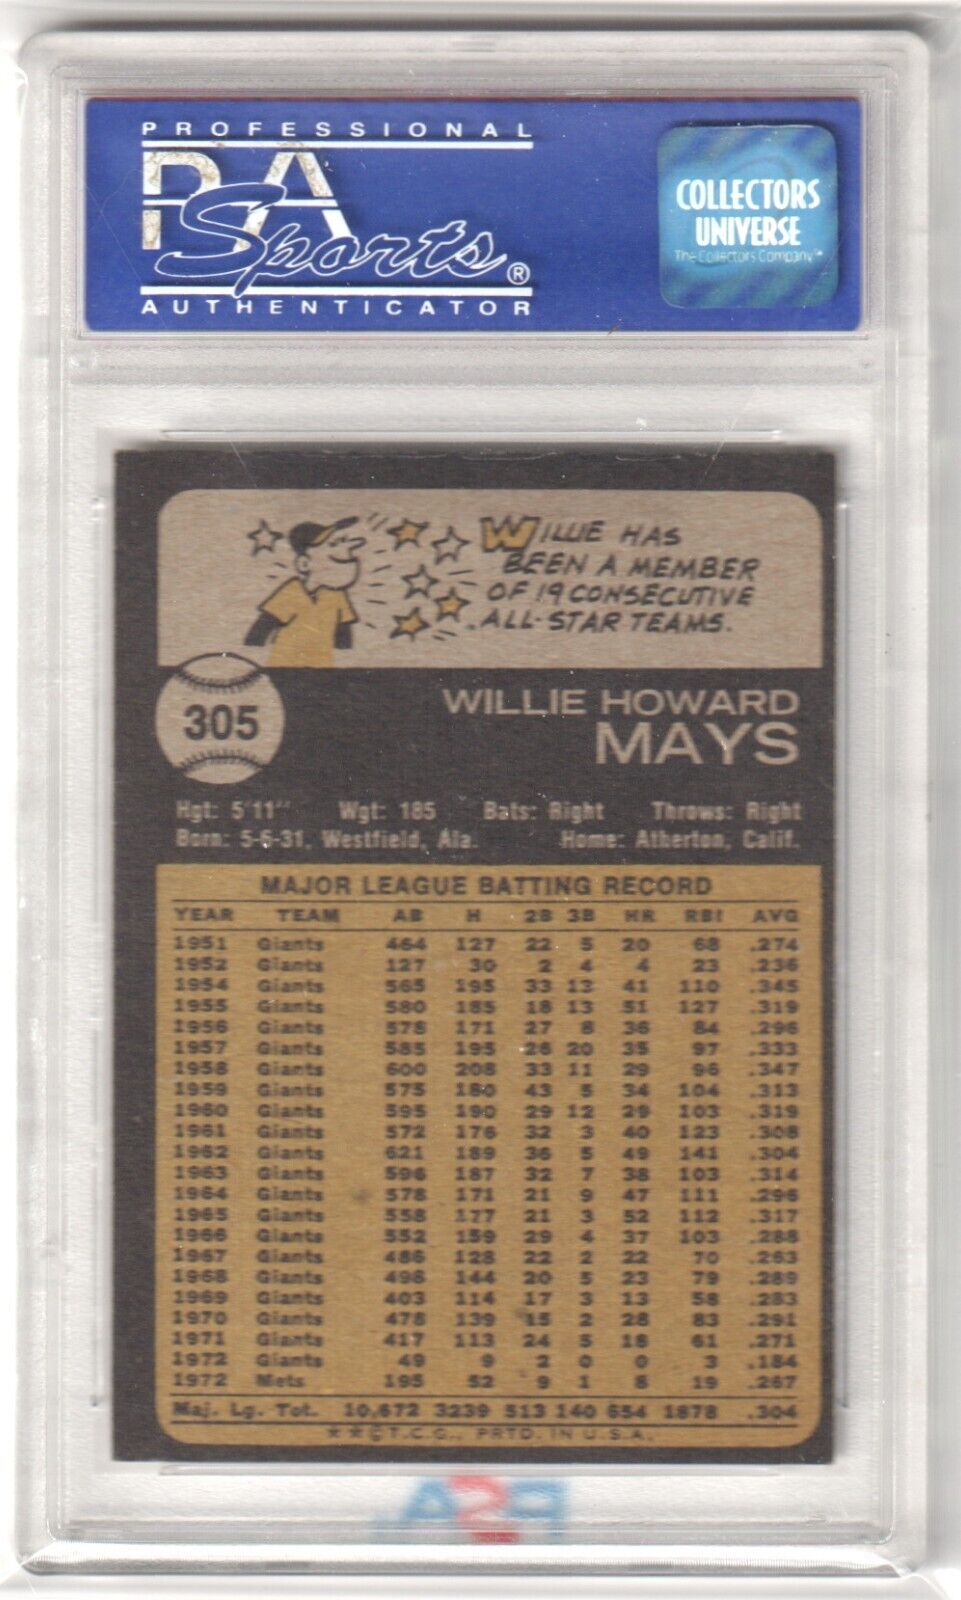 PROFESSIONAL
PSA
Sports®
AUTHENTICATOR
COLLECTORS
UNIVERSE
The Collectors Company™
WILLIE HAS
BEEN A MEMBER
OF 19 CONSECUTIVE
ALL-STAR TEAMS.
305
WILLIE HOWARD
MAYS
Hgt: 5'11" Wgt: 185 Bats: Right Throws: Right
Born: 5-6-31, Westfield, Ala. Home: Atherton, Calif.
MAJOR LEAGUE BATTING RECORD
YEAR TEAM AB H 2B 3B HR RBI AVG
1951 Giants 464 127 22 5 20 68 .274
1952 Giants 127 30 2 4 4 23 .236
1954 Giants 565 195 33 13 41 110 .345
1955 Giants 580 185 18 13 51 127 .319
1956 Giants 578 171 27 8 36 84 .296
1957 Giants 585 195 26 20 35 97 .333
1958 Giants 600 208 33 11 29 96 .347
1959 Giants 575 180 43 5 34 104 .313
1960 Giants 595 190 29 12 29 103 .319
1961 Giants 572 176 32 3 40 123 .308
1962 Giants 621 189 36 5 49 141 .304
1963 Giants 596 187 32 7 38 103 .314
1964 Giants 578 171 21 9 47 111 .296
1965 Giants 558 177 21 3 52 112 .317
1966 Giants 552 159 29 4 37 103 .288
1967 Giants 486 128 22 2 22 70 .263
1968 Giants 498 144 20 5 23 79 .289
1969 Giants 403 114 17 3 13 58 .283
1970 Giants 478 139 15 2 28 83 .291
1971 Giants 417 113 24 5 18 61 .271
1972 Giants 49 9 2 0 0 3 .184
1972 Mets 195 52 9 1 8 19 .267
Maj. Lg. Tot. 10,672 3239 513 140 654 1878 .304
★★©T.C.G., PRTD. IN U.S.A.
PSA